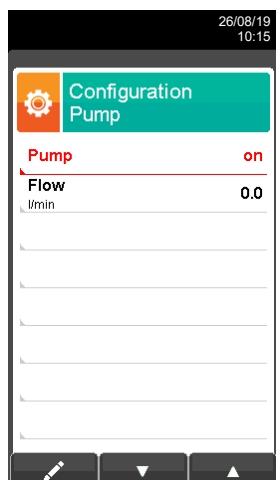 26/08/19
10:15
Configuration
Pump
Pump on
Flow 0.0
l/min